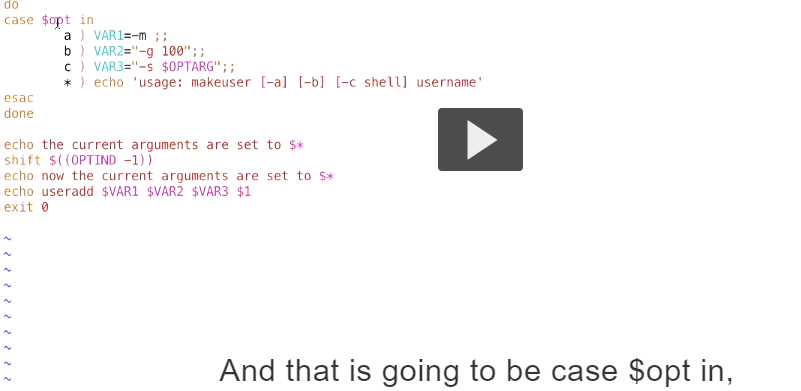 do
case $opt in
a ) VAR1=-m ;;
b ) VAR2="-g 100";;
c ) VAR3="-s $OPTARG";;
* ) echo 'usage: makeuser [-a] [-b] [-c shell] username'
esac
done
echo the current arguments are set to $*
shift $((OPTIND -1))
echo now the current arguments are set to $*
echo useradd $VAR1 $VAR2 $VAR3 $1
exit 0
~
~
~
~
~
~
~
~
~
~
And that is going to be case $opt in,